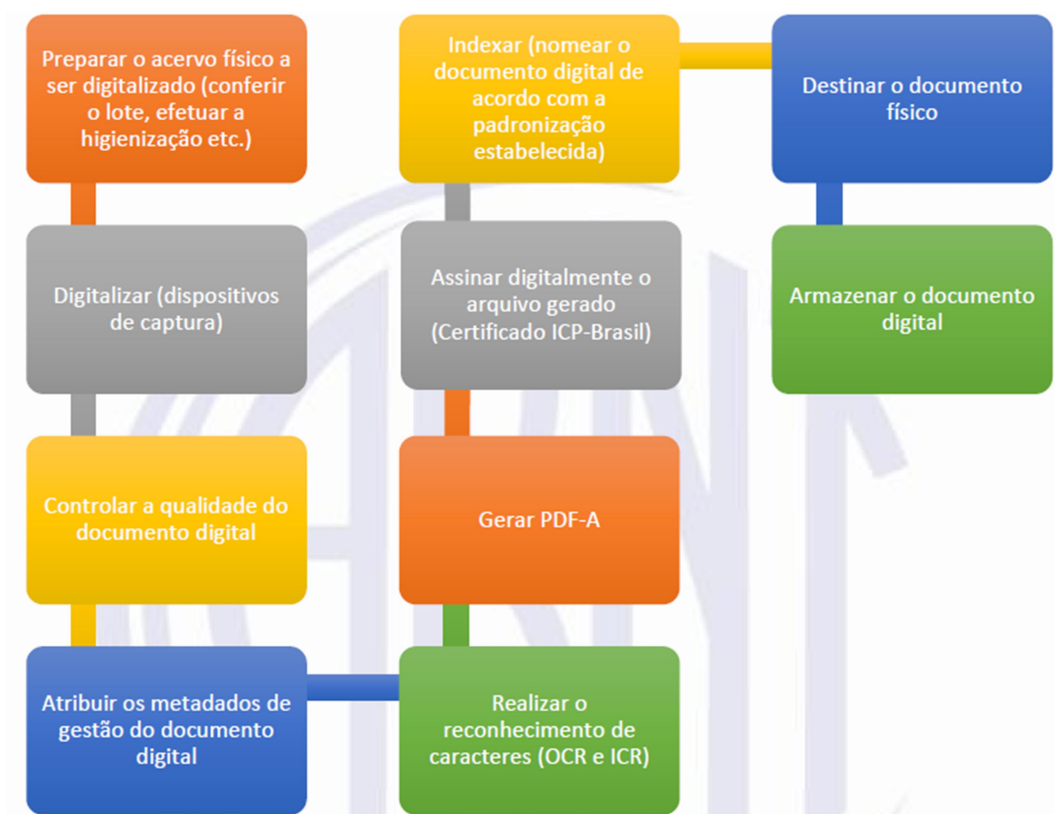 Preparar o acervo físico a
ser digitalizado (conferir
o lote, efetuar a
higienização etc.)
Digitalizar (dispositivos
de captura)
Controlar a qualidade do
documento digital
Atribuir os metadados de
gestão do documento
digital
Realizar o
reconhecimento de
caracteres (OCR e ICR)
Gerar PDF-A
Assinar digitalmente o
arquivo gerado
(Certificado ICP-Brasil)
Indexar (nomear o
documento digital de
acordo com a
padronização
estabelecida)
Destinar o documento
físico
Armazenar o documento
digital